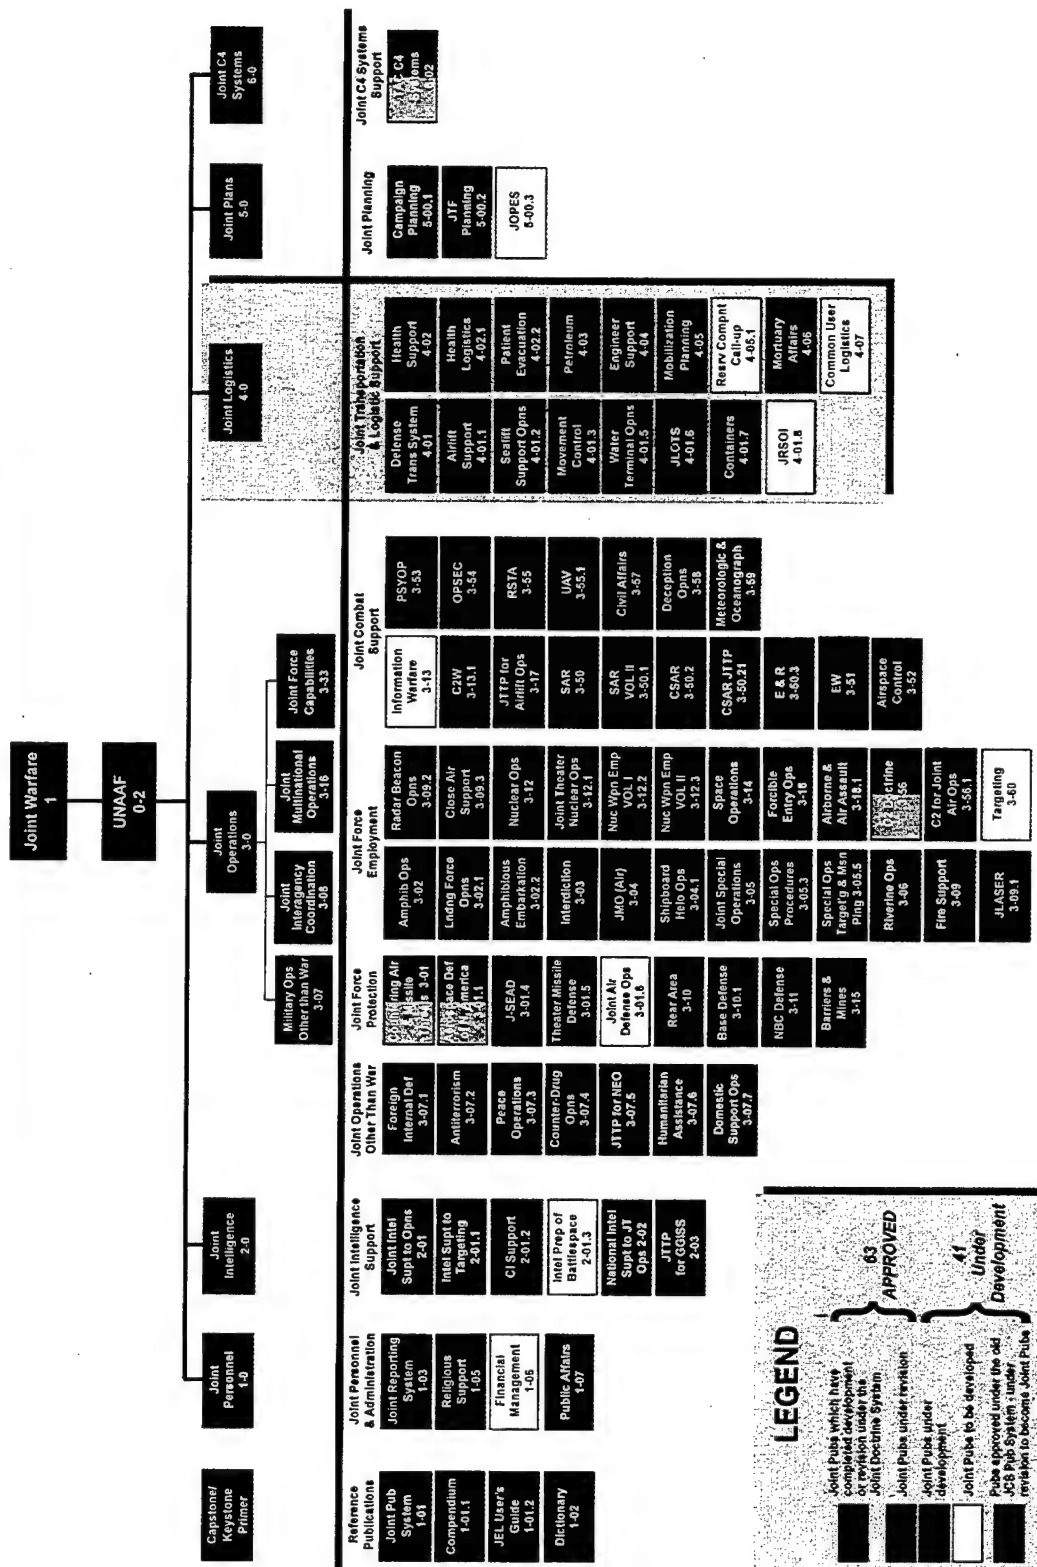 Joint Warfare
1
UNAAF
0-2
Capstone/
Keystone
Primer
Joint
Personnel
1-0
Joint
Intelligence
2-0
Joint
Operations
3-0
Joint Logistics
4-0
Joint Plans
5-0
Joint C4
Systems
6-0
Military Ops
Other than War
3-07
Joint
Interagency
Coordination
3-08
Joint
Multinational
Operations
3-16
Joint Force
Capabilities
3-33
Reference
Publications
Joint Pub
System
1-01
Compendium
1-01.1
JEL User's
Guide
1-01.2
Dictionary
1-02
Joint Personnel
& Administration
Joint Reporting
System
1-03
Religious
Support
1-05
Financial
Management
1-06
Public Affairs
1-07
Joint Intelligence
Support
Joint Intel
Supt to Opns
2-01
Intel Supt to
Targeting
2-01.1
CI Support
2-01.2
Intel Prep of
Battlespace
2-01.3
National Intel
Supt to JT
Ops 2-02
JTTP
for GGISS
2-03
Joint Operations
Other Than War
Foreign
Internal Def
3-07.1
Antiterrorism
3-07.2
Peace
Operations
3-07.3
Counter-Drug
Opns
3-07.4
JTTP for NEO
3-07.5
Humanitarian
Assistance
3-07.6
Domestic
Support Ops
3-07.7
Joint Force
Protection
Air
3-01
Def
America
J-SEAD
3-01.4
Theater Missile
Defense
3-01.5
Joint Air
Defense Ops
3-01.6
Rear Area
3-10
Base Defense
3-10.1
NBC Defense
3-11
Barriers &
Mines
3-15
Joint Force
Employment
Amphib Ops
3-02
Lndng Force
Opns
3-02.1
Amphibious
Embarkation
3-02.2
Interdiction
3-03
JMO (Air)
3-04
Shipboard
Helo Ops
3-04.1
Joint Special
Operations
3-05
Special Ops
Procedures
3-05.3
Special Ops
Target'g & Msn
Plng 3-05.5
Riverine Ops
3-06
Fire Support
3-09
JLASER
3-09.1
Radar Beacon
Opns
3-09.2
Close Air
Support
3-09.3
Nuclear Ops
3-12
Joint Theater
Nuclear Ops
3-12.1
Nuc Wpn Emp
VOL I
3-12.2
Nuc Wpn Emp
VOL II
3-12.3
Space
Operations
3-14
Forcible
Entry Ops
3-18
Airborne &
Air Assault
3-18.1
C2 Doctrine
56
C2 for Joint
Air Ops
3-56.1
Targeting
3-60
Joint Combat
Support
Information
Warfare
3-13
C2W
3-13.1
JTTP for
Airlift Ops
3-17
SAR
3-50
SAR
VOL II
3-50.1
CSAR
3-50.2
CSAR JTTP
3-50.21
E & R
3-50.3
EW
3-51
Airspace
Control
3-52
PSYOP
3-53
OPSEC
3-54
RSTA
3-55
UAV
3-55.1
Civil Affairs
3-57
Deception
Opns
3-58
Meteorologic &
Oceanograph
3-59
Joint Transportation
& Logistic Support
Defense
Trans System
4-01
Airlift
Support
4-01.1
Sealift
Support Opns
4-01.2
Movement
Control
4-01.3
Water
Terminal Opns
4-01.5
JLOTS
4-01.6
Containers
4-01.7
JRSOI
4-01.8
Health
Support
4-02
Health
Logistics
4-02.1
Patient
Evacuation
4-02.2
Petroleum
4-03
Engineer
Support
4-04
Mobilization
Planning
4-05
Resrv Compnt
Call-up
4-05.1
Mortuary
Affairs
4-06
Common User
Logistics
4-07
Joint Planning
Campaign
Planning
5-00.1
JTF
Planning
5-00.2
JOPES
5-00.3
Joint C4 Systems
Support
C4
Systems
02
LEGEND
Joint Pubs which have
completed development
or revision under the
Joint Doctrine System
Joint Pubs under revision
Joint Pubs under
development
Joint Pubs to be developed
Pubs approved under the old
JCS Pub System - under
revision to become Joint Pubs
63
APPROVED
41
Under
Development